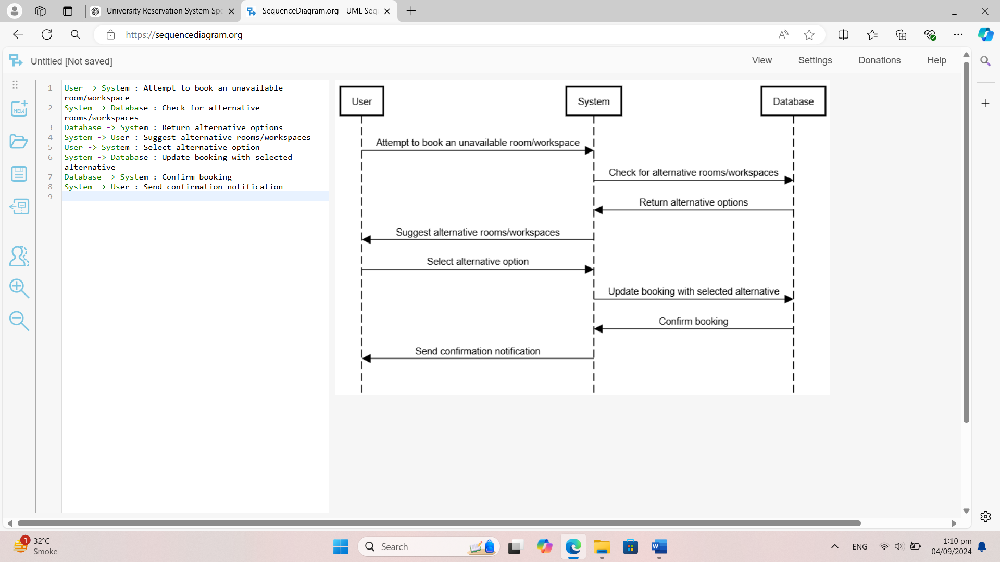 University Reservation System Spe
SequenceDiagram.org - UML Seq
https://sequencediagram.org
Untitled [Not saved]
View
Settings
Donations
Help
1 User -> System : Attempt to book an unavailable
room/workspace
2 System -> Database : Check for alternative
rooms/workspaces
3 Database -> System : Return alternative options
4 System -> User : Suggest alternative rooms/workspaces
5 User -> System : Select alternative option
6 System -> Database : Update booking with selected
alternative
7 Database -> System : Confirm booking
8 System -> User : Send confirmation notification
9
NEW
User
System
Database
Attempt to book an unavailable room/workspace
Check for alternative rooms/workspaces
Return alternative options
Suggest alternative rooms/workspaces
Select alternative option
Update booking with selected alternative
Confirm booking
Send confirmation notification
1
32°C
Smoke
Search
W
ENG
1:10 pm
04/09/2024